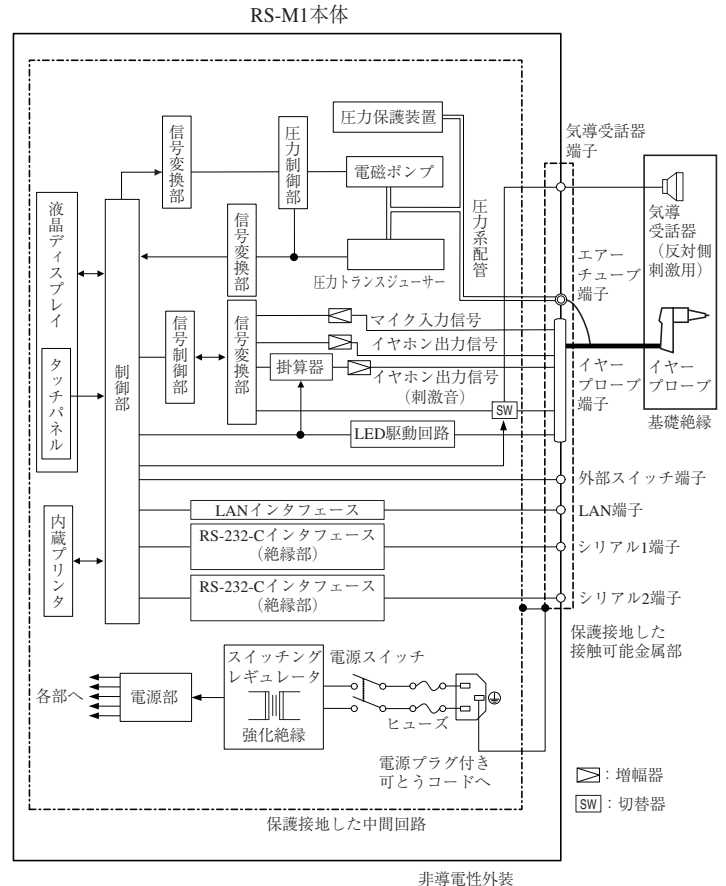 RS-M1本体
圧力保護装置
信号変換部
圧力制御部
電磁ポンプ
気導受話器
端子
液晶ディスプレイ
信号変換部
圧力系配管
気導
受話器
（反対側
刺激用）
圧力トランスジューサー
エアー
チューブ
端子
マイク入力信号
信号制御部
信号変換部
イヤホン出力信号
制御部
掛算器
イヤホン出力信号
（刺激音）
タッチパネル
イヤー
プローブ
端子
イヤー
プローブ
SW
基礎絶縁
LED駆動回路
外部スイッチ端子
LANインタフェース
LAN端子
内蔵プリンタ
RS-232-Cインタフェース
（絶縁部）
シリアル1端子
RS-232-Cインタフェース
（絶縁部）
シリアル2端子
保護接地した
接触可能金属部
スイッチング
レギュレータ
電源スイッチ
各部へ
電源部
ヒューズ
強化絶縁
電源プラグ付き
可とうコードへ
：増幅器
SW：切替器
保護接地した中間回路
非導電性外装